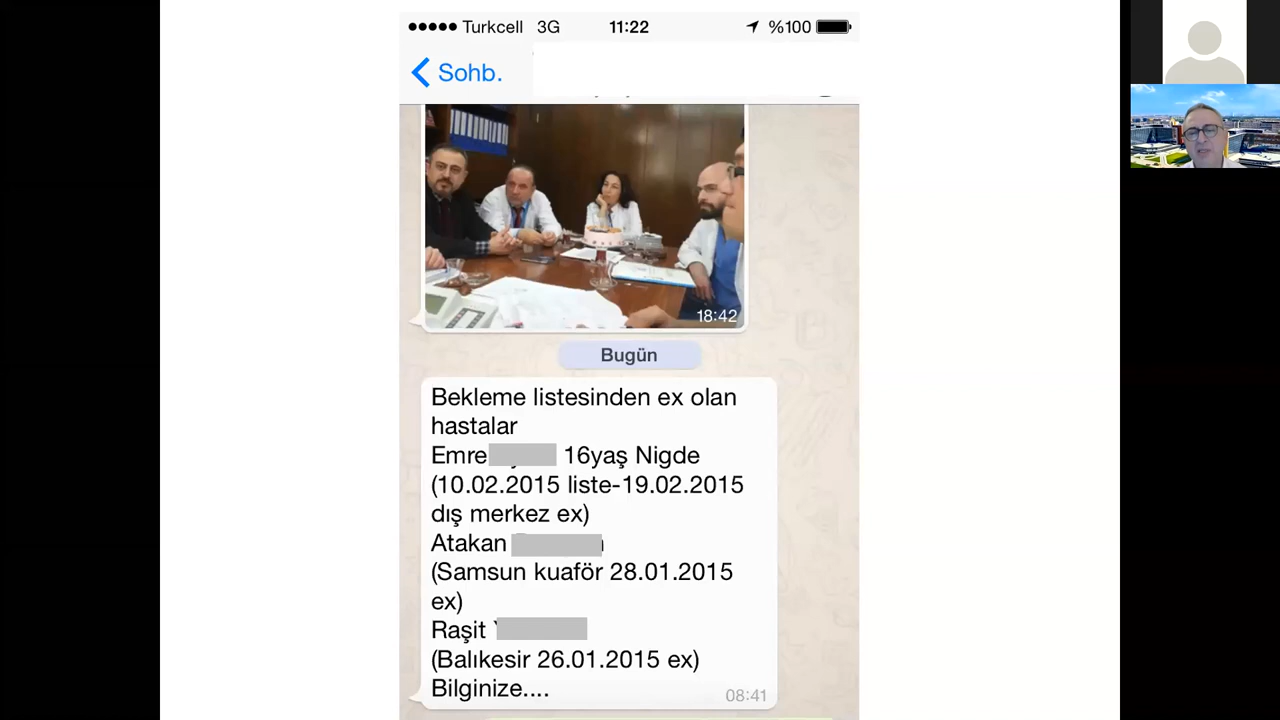 Turkcell 3G 11:22 %100
Sohb.
18:42
Bugün
Bekleme listesinden ex olan
hastalar
Emre 16yaş Nigde
(10.02.2015 liste-19.02.2015
dış merkez ex)
Atakan
(Samsun kuaför 28.01.2015
ex)
Raşit
(Balıkesir 26.01.2015 ex)
Bilginize....
08:41